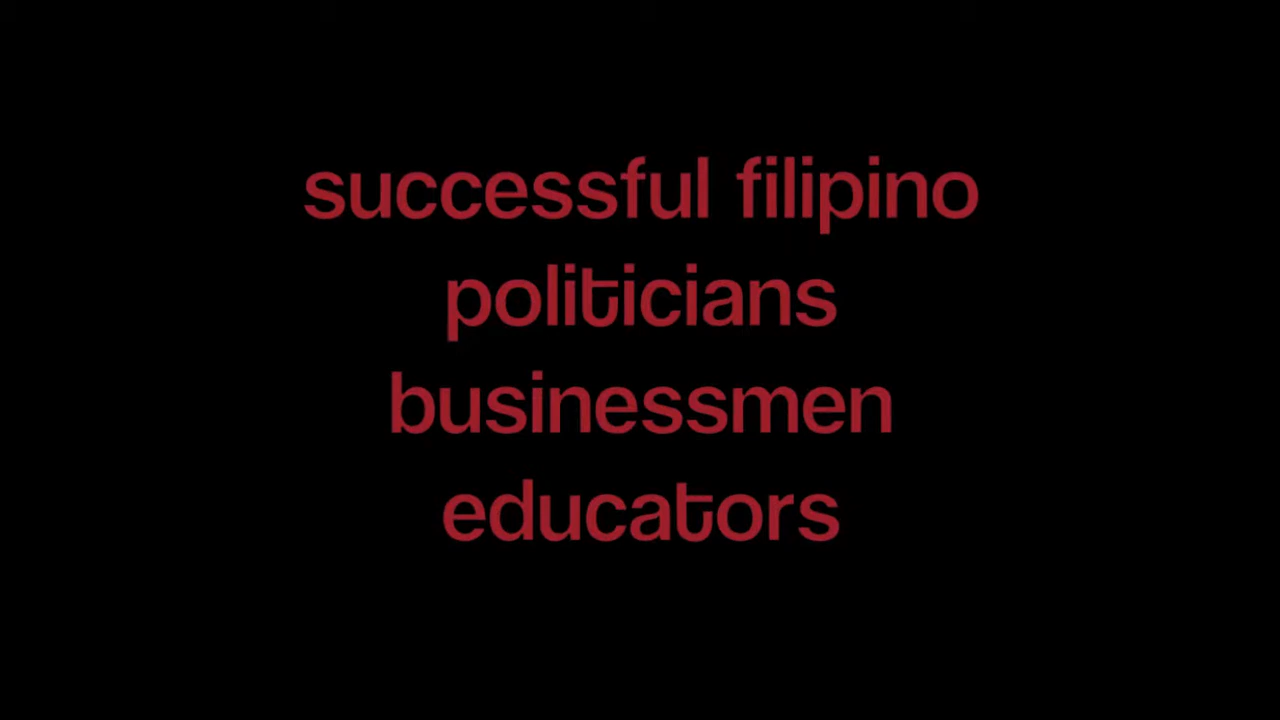 successful filipino
politicians
businessmen
educators